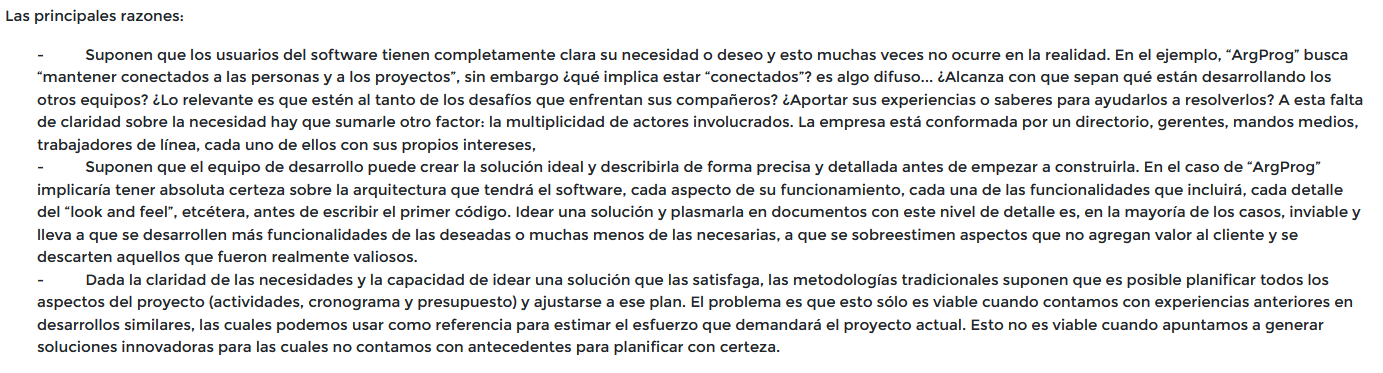 Las principales razones:
- Suponen que los usuarios del software tienen completamente clara su necesidad o deseo y esto muchas veces no ocurre en la realidad. En el ejemplo, “ArgProg” busca
“mantener conectados a las personas y a los proyectos”, sin embargo ¿qué implica estar “conectados”? es algo difuso... ¿Alcanza con que sepan qué están desarrollando los
otros equipos? ¿Lo relevante es que estén al tanto de los desafíos que enfrentan sus compañeros? ¿Aportar sus experiencias o saberes para ayudarlos a resolverlos? A esta falta
de claridad sobre la necesidad hay que sumarle otro factor: la multiplicidad de actores involucrados. La empresa está conformada por un directorio, gerentes, mandos medios,
trabajadores de línea, cada uno de ellos con sus propios intereses,
- Suponen que el equipo de desarrollo puede crear la solución ideal y describirla de forma precisa y detallada antes de empezar a construirla. En el caso de “ArgProg”
implicaría tener absoluta certeza sobre la arquitectura que tendrá el software, cada aspecto de su funcionamiento, cada una de las funcionalidades que incluirá, cada detalle
del “look and feel”, etcétera, antes de escribir el primer código. Idear una solución y plasmarla en documentos con este nivel de detalle es, en la mayoría de los casos, inviable y
lleva a que se desarrollen más funcionalidades de las deseadas o muchas menos de las necesarias, a que se sobreestimen aspectos que no agregan valor al cliente y se
descarten aquellos que fueron realmente valiosos.
- Dada la claridad de las necesidades y la capacidad de idear una solución que las satisfaga, las metodologías tradicionales suponen que es posible planificar todos los
aspectos del proyecto (actividades, cronograma y presupuesto) y ajustarse a ese plan. El problema es que esto sólo es viable cuando contamos con experiencias anteriores en
desarrollos similares, las cuales podemos usar como referencia para estimar el esfuerzo que demandará el proyecto actual. Esto no es viable cuando apuntamos a generar
soluciones innovadoras para las cuales no contamos con antecedentes para planificar con certeza.